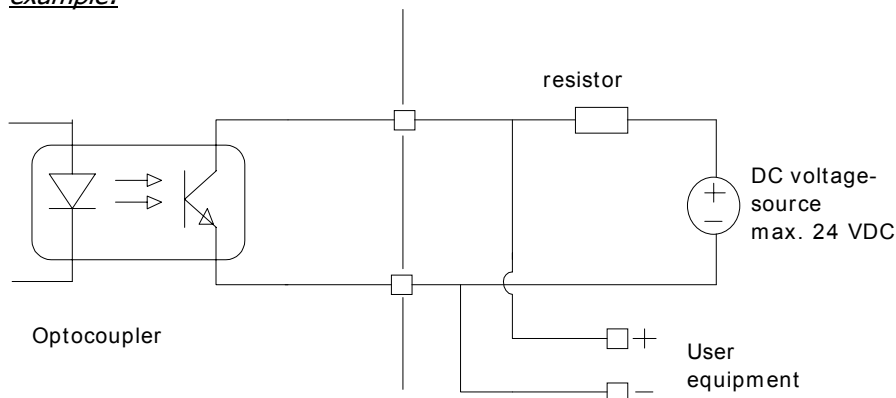 example:
resistor
DC voltage-
source
max. 24 VDC
Optocoupler
User
equipment
+
−
+
−